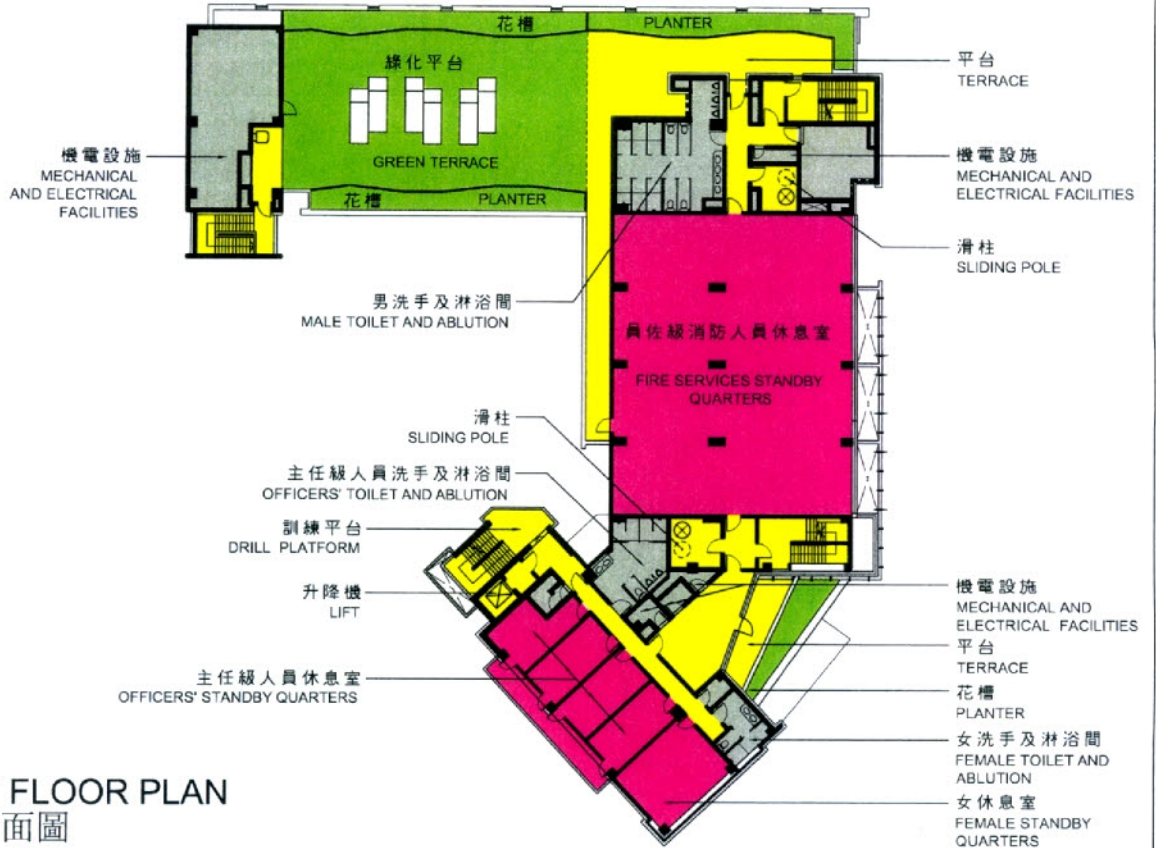 花槽
PLANTER
綠化平台
GREEN TERRACE
花槽
PLANTER
機電設施
MECHANICAL
AND ELECTRICAL
FACILITIES
平台
TERRACE
機電設施
MECHANICAL AND
ELECTRICAL FACILITIES
滑柱
SLIDING POLE
男洗手及淋浴間
MALE TOILET AND ABLUTION
員佐級消防人員休息室
FIRE SERVICES STANDBY
QUARTERS
滑柱
SLIDING POLE
主任級人員洗手及淋浴間
OFFICERS' TOILET AND ABLUTION
訓練平台
DRILL PLATFORM
升降機
LIFT
主任級人員休息室
OFFICERS' STANDBY QUARTERS
機電設施
MECHANICAL AND
ELECTRICAL FACILITIES
平台
TERRACE
花槽
PLANTER
女洗手及淋浴間
FEMALE TOILET AND
ABLUTION
女休息室
FEMALE STANDBY
QUARTERS
FLOOR PLAN
面圖